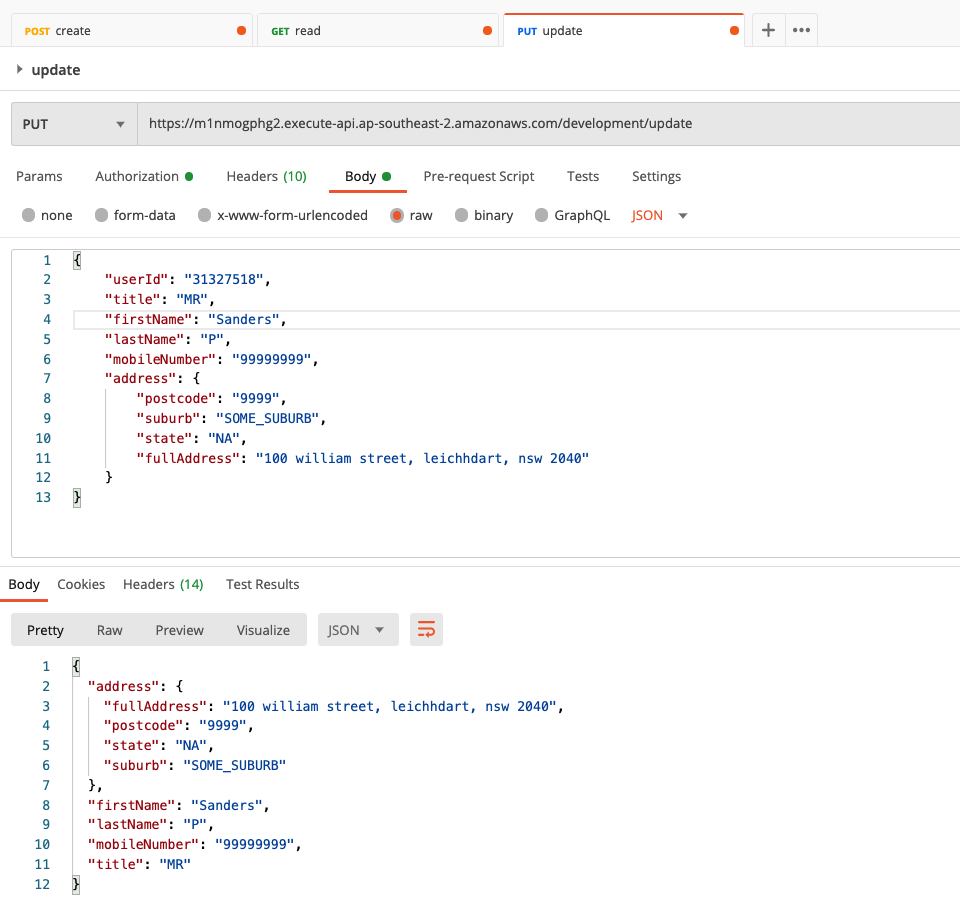 POST create GET read PUT update + •••
update
PUT https://m1nmogphg2.execute-api.ap-southeast-2.amazonaws.com/development/update
Params Authorization Headers (10) Body Pre-request Script Tests Settings
none form-data x-www-form-urlencoded raw binary GraphQL JSON
1 {
2 "userId": "31327518",
3 "title": "MR",
4 "firstName": "Sanders",
5 "lastName": "P",
6 "mobileNumber": "99999999",
7 "address": {
8 "postcode": "9999",
9 "suburb": "SOME_SUBURB",
10 "state": "NA",
11 "fullAddress": "100 william street, leichhdart, nsw 2040"
12 }
13 }
Body Cookies Headers (14) Test Results
Pretty Raw Preview Visualize JSON
1 {
2 "address": {
3 "fullAddress": "100 william street, leichhdart, nsw 2040",
4 "postcode": "9999",
5 "state": "NA",
6 "suburb": "SOME_SUBURB"
7 },
8 "firstName": "Sanders",
9 "lastName": "P",
10 "mobileNumber": "99999999",
11 "title": "MR"
12 }